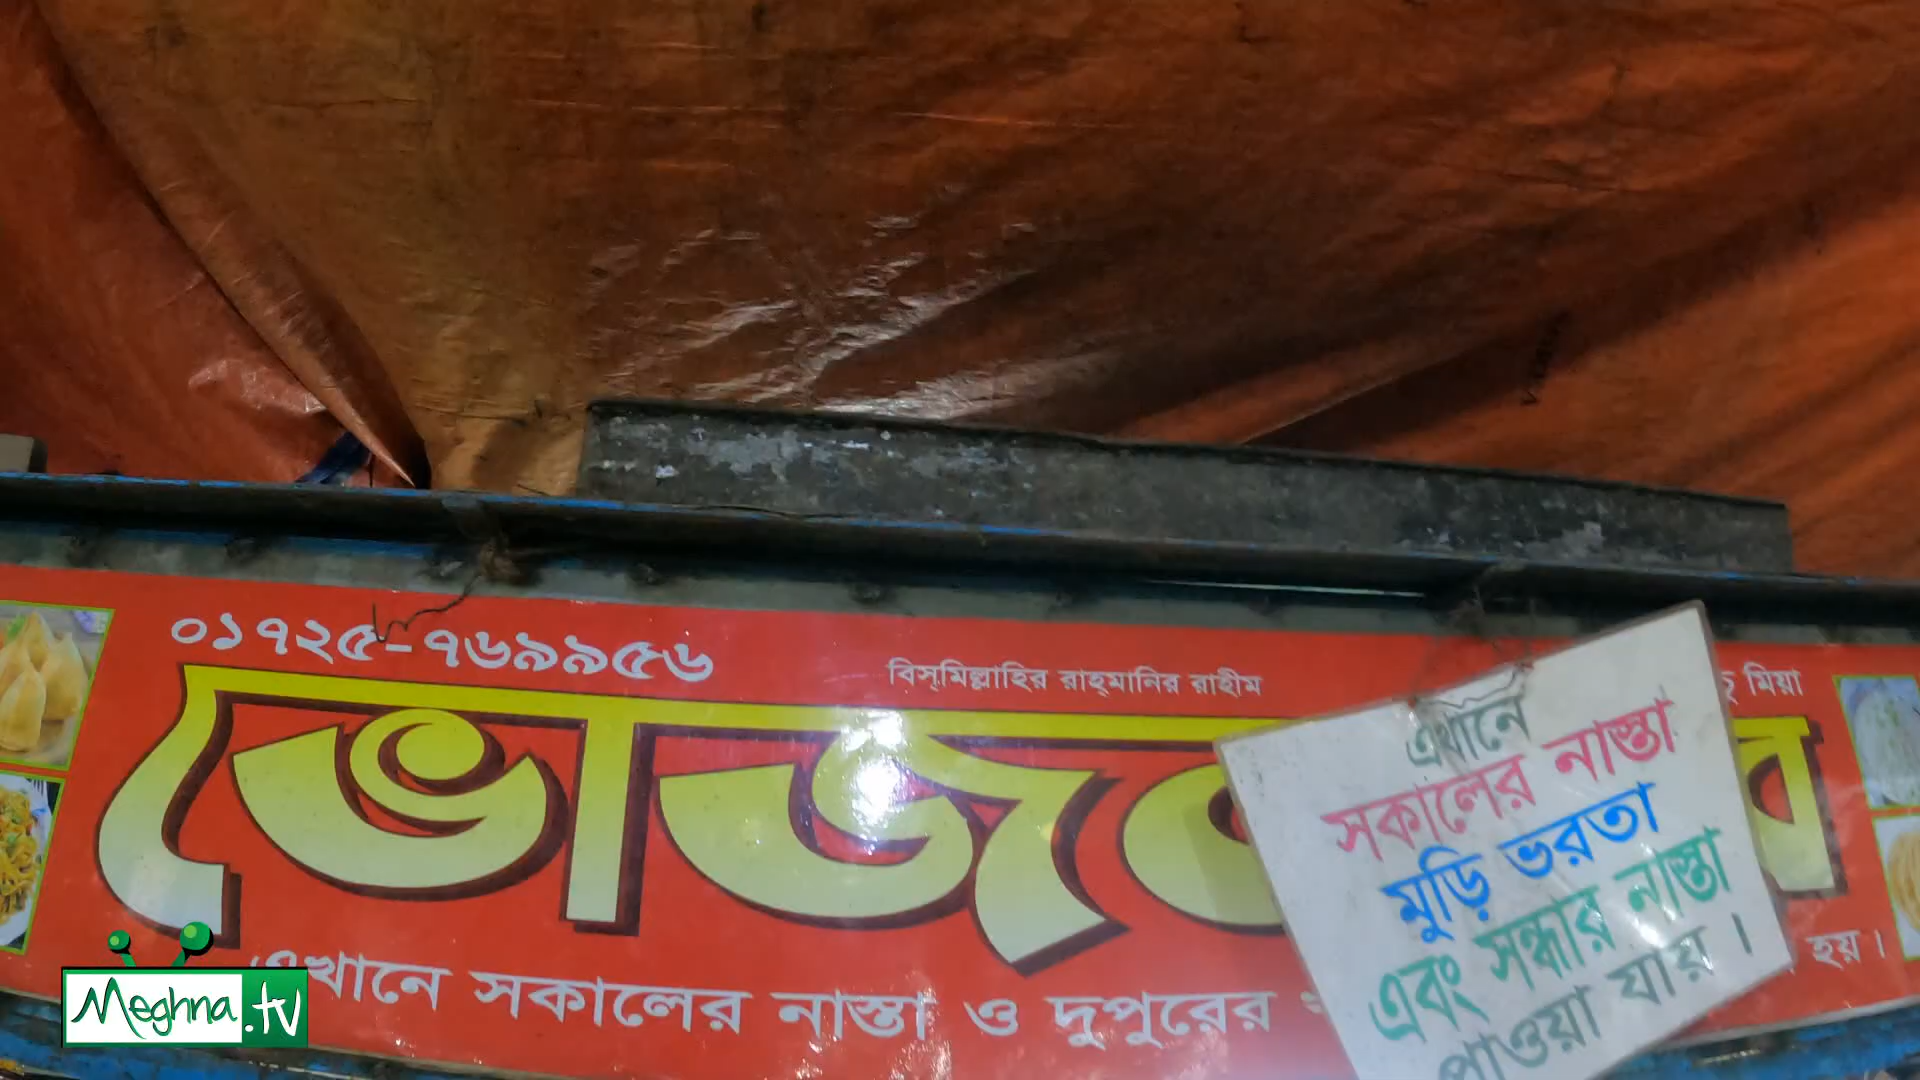 ০১৭২৫-৭৬৯৯৫৬
বিস্‌মিল্লাহির রাহ্‌মানির রাহীম
মিয়া
এখানে সকালের নাস্তা ও দুপুরের
হয়।
এখানে
সকালের নাস্তা
মুড়ি ভরতা
এবং সন্ধার নাস্তা
পাওয়া যায়।
Meghna.tv